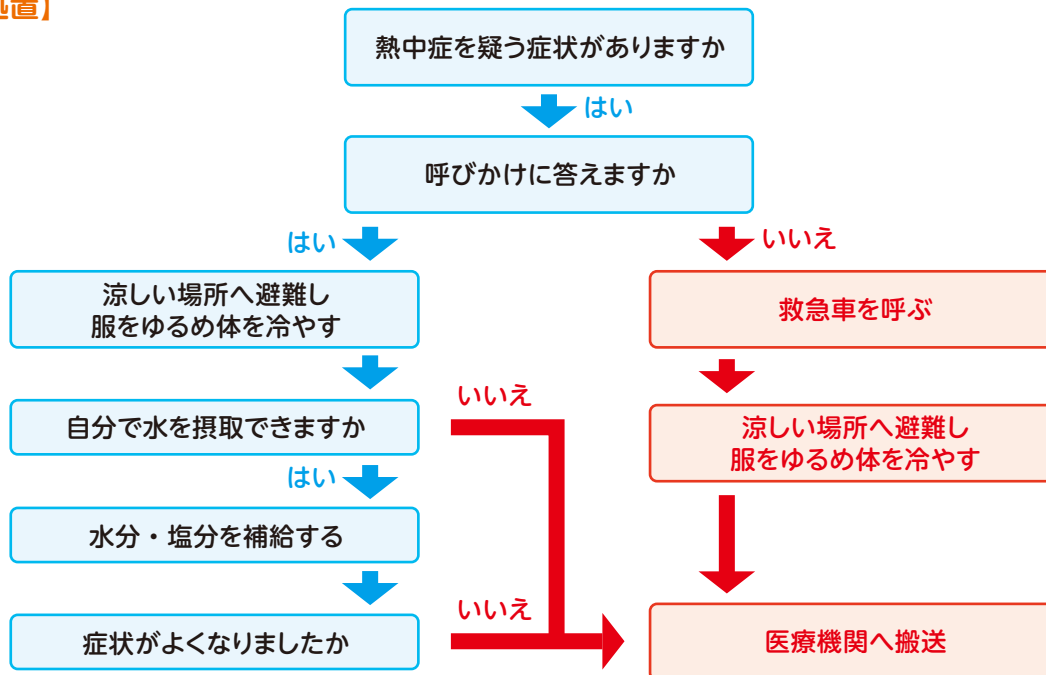 処置】
熱中症を疑う症状がありますか
はい
呼びかけに答えますか
はい
いいえ
涼しい場所へ避難し
服をゆるめ体を冷やす
救急車を呼ぶ
いいえ
自分で水を摂取できますか
涼しい場所へ避難し
服をゆるめ体を冷やす
はい
水分・塩分を補給する
いいえ
症状がよくなりましたか
医療機関へ搬送